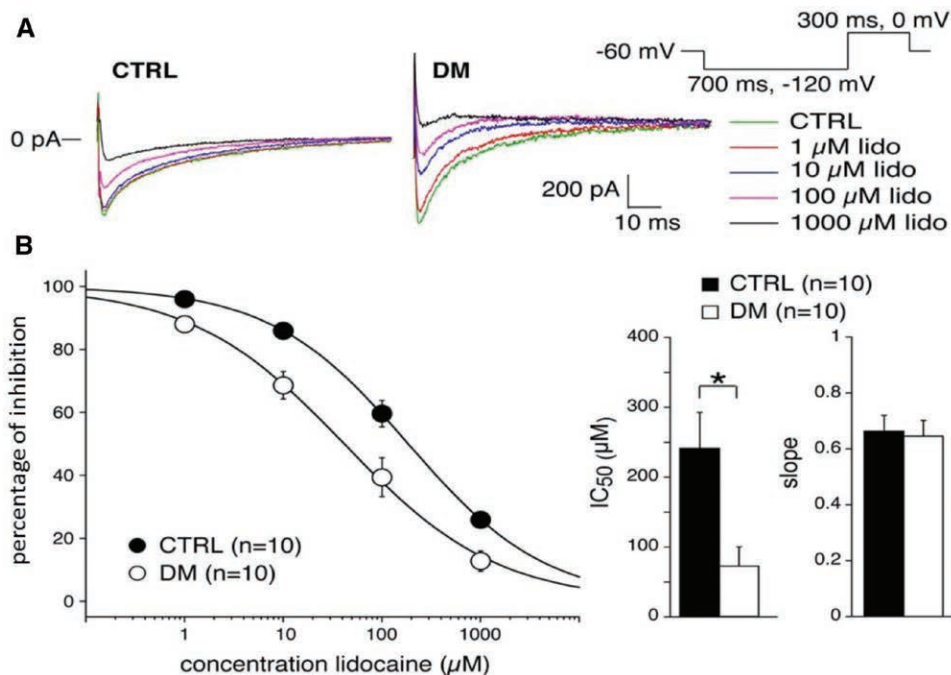 A
CTRL
DM
0 pA
300 ms, 0 mV
-60 mV
700 ms, -120 mV
CTRL
1 µM lido
10 µM lido
100 µM lido
1000 µM lido
200 pA
10 ms
B
percentage of inhibition
100
80
60
40
20
0
CTRL (n=10)
DM (n=10)
1
10
100
1000
concentration lidocaine (µM)
CTRL (n=10)
DM (n=10)
IC50 (µM)
400
300
200
100
0
*
slope
1
0.8
0.6
0.4
0.2
0